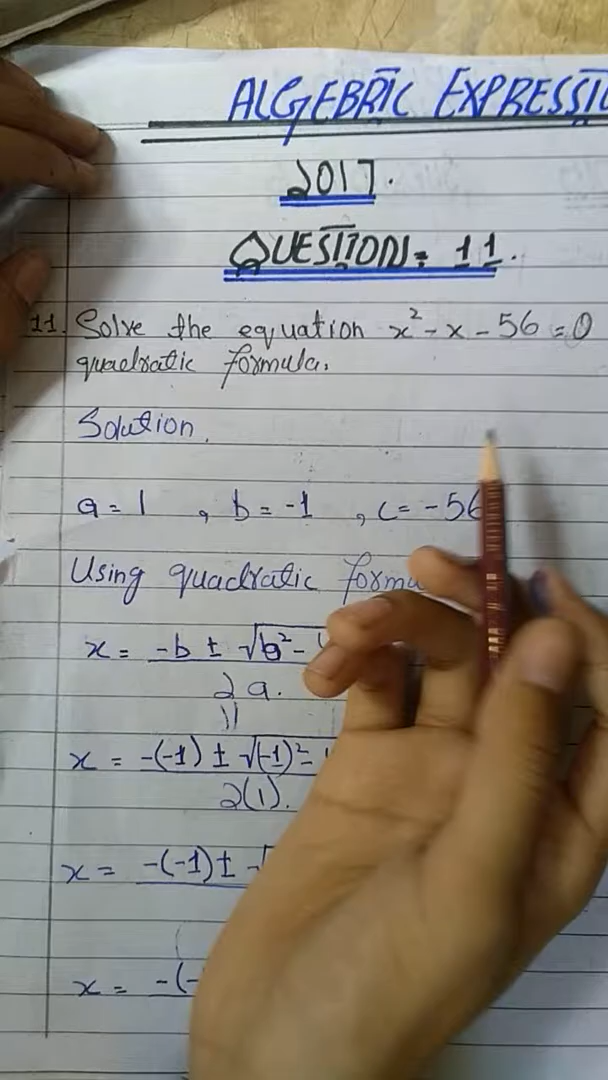 ALGEBRIC EXPRESSIO
2017.
QUESTION = 11.
11. Solve the equation x² - x - 56 = 0
quadratic formula.
Solution.
a = 1 , b = -1 , c = -56
Using quadratic formu
x = -b ± √b² -
2a.
x = -(-1) ± √(-1)² -
2(1).
x = -(-1) ± √
x = -(-